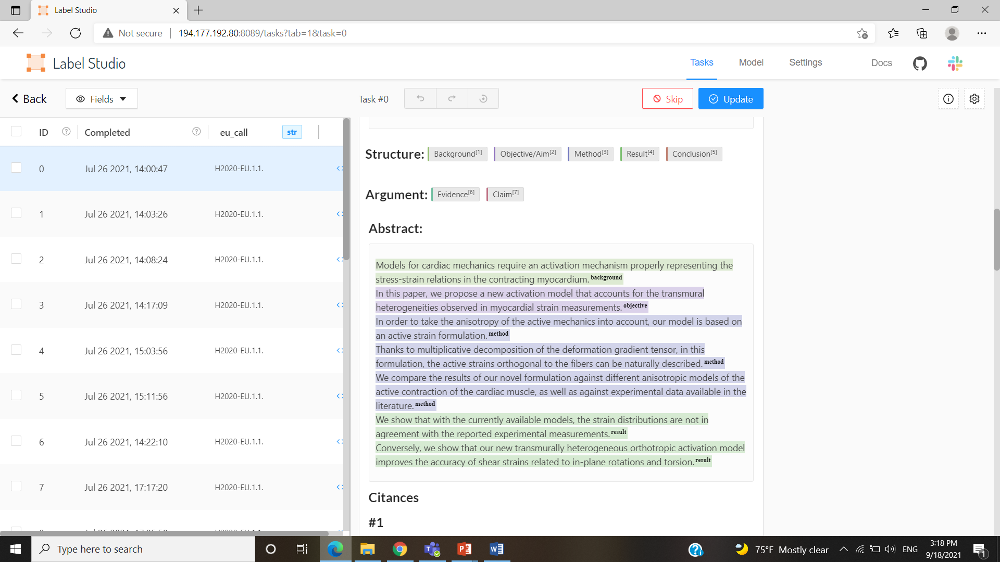 Label Studio
Not secure
194.177.192.80:8089/tasks?tab=1&task=0
Label Studio
Tasks
Model
Settings
Docs
Back
Fields
Task #0
Skip
Update
ID
Completed
eu_call
str
0 Jul 26 2021, 14:00:47 H2020-EU.1.1.
1 Jul 26 2021, 14:03:26 H2020-EU.1.1.
2 Jul 26 2021, 14:08:24 H2020-EU.1.1.
3 Jul 26 2021, 14:17:09 H2020-EU.1.1.
4 Jul 26 2021, 15:03:56 H2020-EU.1.1.
5 Jul 26 2021, 15:11:56 H2020-EU.1.1.
6 Jul 26 2021, 14:22:10 H2020-EU.1.1.
7 Jul 26 2021, 17:17:20 H2020-EU.1.1.
Structure: Background[1] Objective/Aim[2] Method[3] Result[4] Conclusion[5]
Argument: Evidence[6] Claim[7]
Abstract:
Models for cardiac mechanics require an activation mechanism properly representing the
stress-strain relations in the contracting myocardium. background
In this paper, we propose a new activation model that accounts for the transmural
heterogeneities observed in myocardial strain measurements. objective
In order to take the anisotropy of the active mechanics into account, our model is based on
an active strain formulation. method
Thanks to multiplicative decomposition of the deformation gradient tensor, in this
formulation, the active strains orthogonal to the fibers can be naturally described. method
We compare the results of our novel formulation against different anisotropic models of the
active contraction of the cardiac muscle, as well as against experimental data available in the
literature. method
We show that with the currently available models, the strain distributions are not in
agreement with the reported experimental measurements. result
Conversely, we show that our new transmurally heterogeneous orthotropic activation model
improves the accuracy of shear strains related to in-plane rotations and torsion. result
Citances
#1
Type here to search
75°F Mostly clear
ENG
3:18 PM
9/18/2021
1